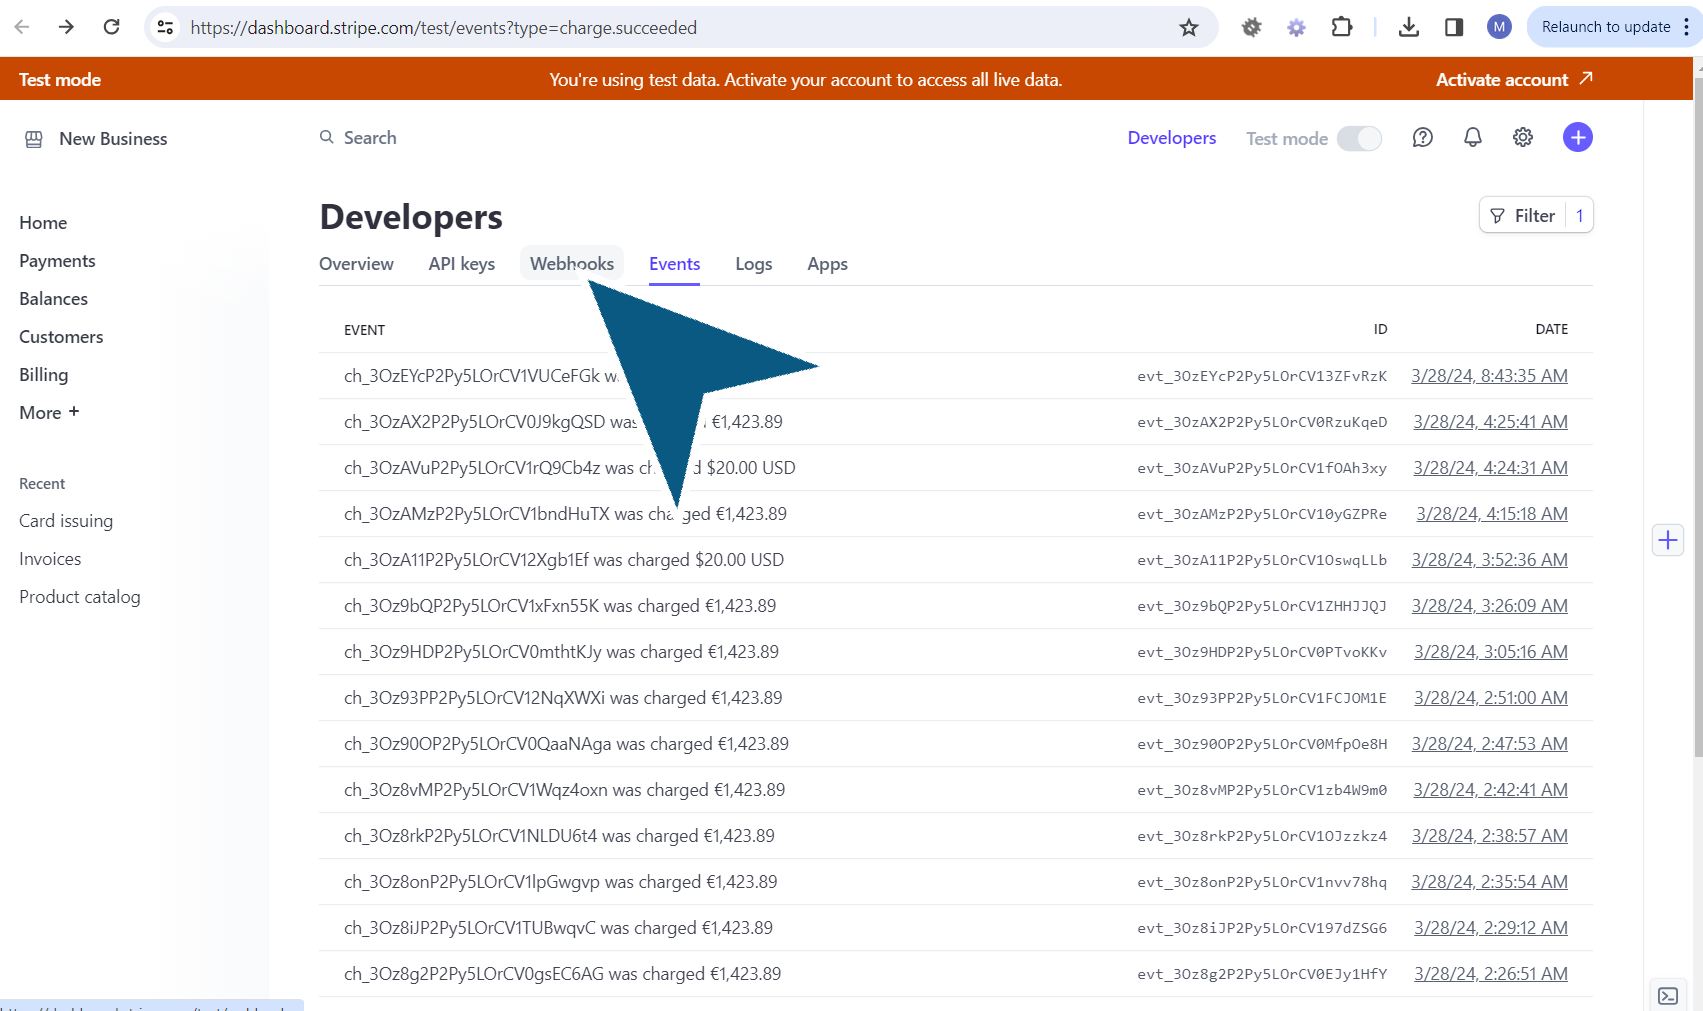 https://dashboard.stripe.com/test/events?type=charge.succeeded
M
Relaunch to update
Test mode
You're using test data. Activate your account to access all live data.
Activate account
New Business
Search
Developers
Test mode
Home
Payments
Balances
Customers
Billing
More +
Recent
Card issuing
Invoices
Product catalog
Developers
Filter 1
Overview API keys Webhooks Events Logs Apps
EVENT ID DATE
ch_3OzEYcP2Py5LOrCV1VUCeFGk evt_3OzEYcP2Py5LOrCV13ZFvRzK 3/28/24, 8:43:35 AM
ch_3OzAX2P2Py5LOrCV0J9kgQSD was €1,423.89 evt_3OzAX2P2Py5LOrCV0RzuKqeD 3/28/24, 4:25:41 AM
ch_3OzAVuP2Py5LOrCV1rQ9Cb4z was $20.00 USD evt_3OzAVuP2Py5LOrCV1fOAh3xy 3/28/24, 4:24:31 AM
ch_3OzAMzP2Py5LOrCV1bndHuTX was charged €1,423.89 evt_3OzAMzP2Py5LOrCV10yGZPRe 3/28/24, 4:15:18 AM
ch_3OzA11P2Py5LOrCV12Xgb1Ef was charged $20.00 USD evt_3OzA11P2Py5LOrCV1OswqLLb 3/28/24, 3:52:36 AM
ch_3Oz9bQP2Py5LOrCV1xFxn55K was charged €1,423.89 evt_3Oz9bQP2Py5LOrCV1ZHHJJQJ 3/28/24, 3:26:09 AM
ch_3Oz9HDP2Py5LOrCV0mthtKJy was charged €1,423.89 evt_3Oz9HDP2Py5LOrCV0PTvoKKv 3/28/24, 3:05:16 AM
ch_3Oz93PP2Py5LOrCV12NqXWXi was charged €1,423.89 evt_3Oz93PP2Py5LOrCV1FCJOM1E 3/28/24, 2:51:00 AM
ch_3Oz90OP2Py5LOrCV0QaaNAga was charged €1,423.89 evt_3Oz90OP2Py5LOrCV0MfpOe8H 3/28/24, 2:47:53 AM
ch_3Oz8vMP2Py5LOrCV1Wqz4oxn was charged €1,423.89 evt_3Oz8vMP2Py5LOrCV1zb4W9m0 3/28/24, 2:42:41 AM
ch_3Oz8rkP2Py5LOrCV1NLDU6t4 was charged €1,423.89 evt_3Oz8rkP2Py5LOrCV1OJzzkz4 3/28/24, 2:38:57 AM
ch_3Oz8onP2Py5LOrCV1lpGwgvp was charged €1,423.89 evt_3Oz8onP2Py5LOrCV1nvv78hq 3/28/24, 2:35:54 AM
ch_3Oz8iJP2Py5LOrCV1TUBwqvC was charged €1,423.89 evt_3Oz8iJP2Py5LOrCV197dZSG6 3/28/24, 2:29:12 AM
ch_3Oz8g2P2Py5LOrCV0gsEC6AG was charged €1,423.89 evt_3Oz8g2P2Py5LOrCV0EJy1HfY 3/28/24, 2:26:51 AM